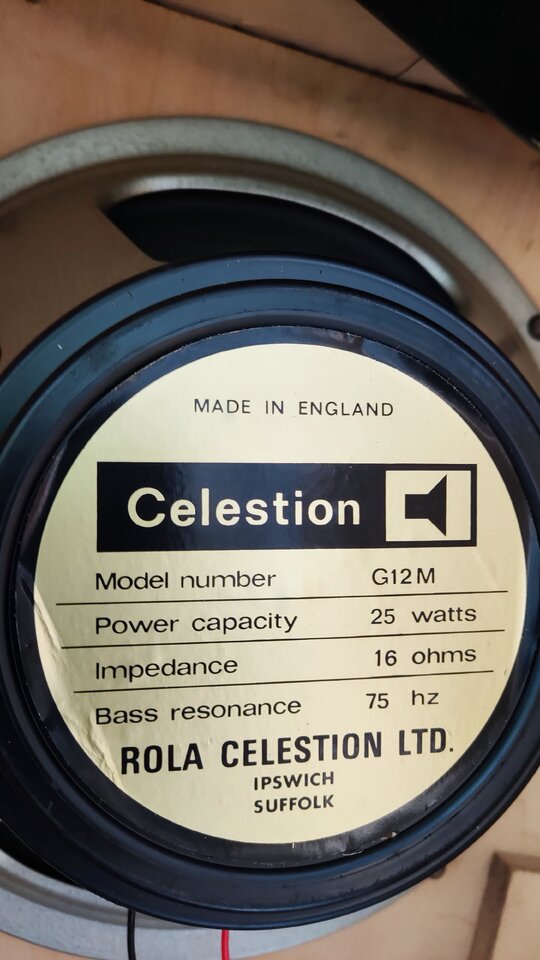 MADE IN ENGLAND
Celestion
Model number G12M
Power capacity 25 watts
Impedance 16 ohms
Bass resonance 75 hz
ROLA CELESTION LTD.
IPSWICH
SUFFOLK